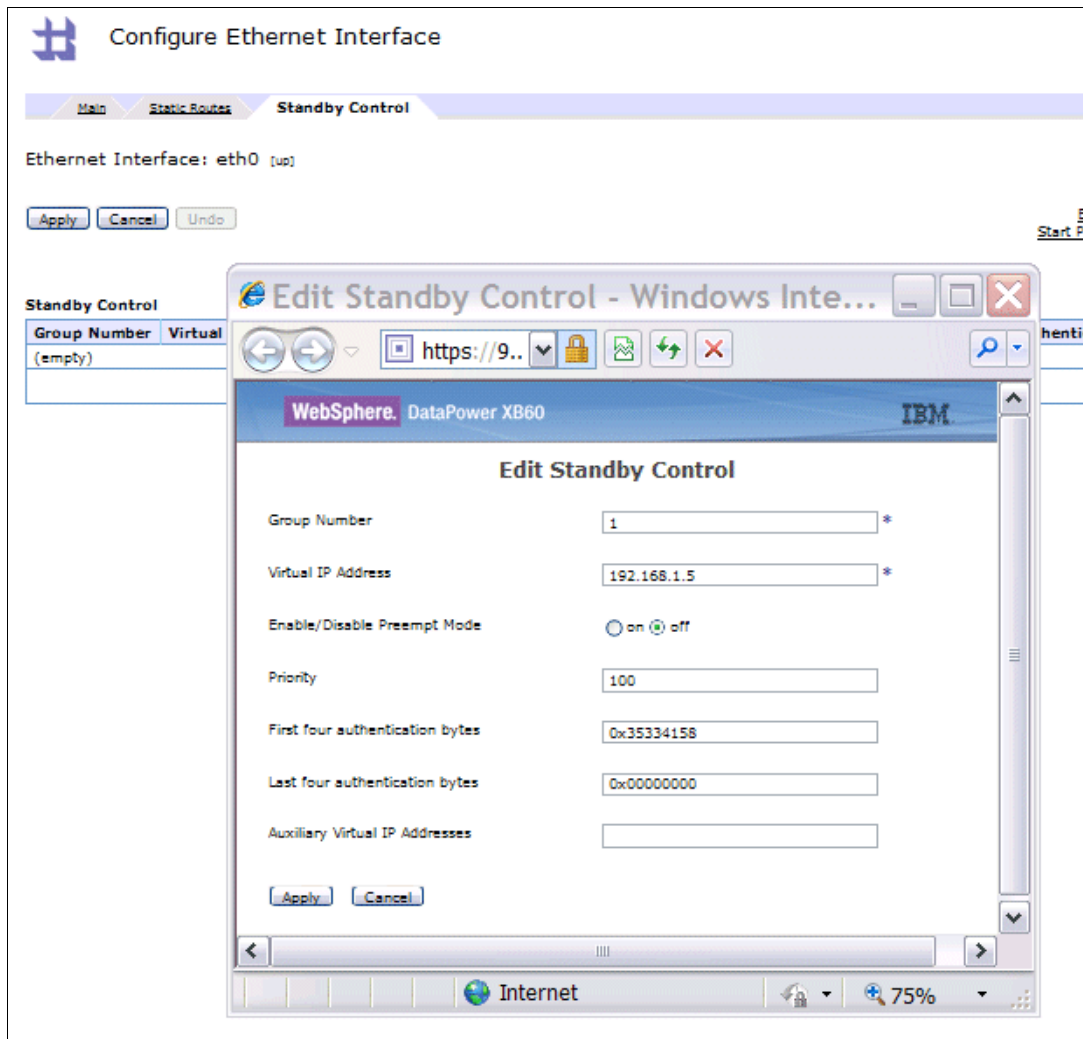 Configure Ethernet Interface
Main Static Routes Standby Control
Ethernet Interface: eth0 [up]
Apply Cancel Undo
Start P
Standby Control
Group Number Virtual
henti
(empty)
Edit Standby Control - Windows Inte...
https://9..
WebSphere. DataPower XB60 IBM.
Edit Standby Control
Group Number 1 *
Virtual IP Address 192.168.1.5 *
Enable/Disable Preempt Mode on off
Priority 100
First four authentication bytes 0x35334158
Last four authentication bytes 0x00000000
Auxiliary Virtual IP Addresses
Apply Cancel
Internet 75%